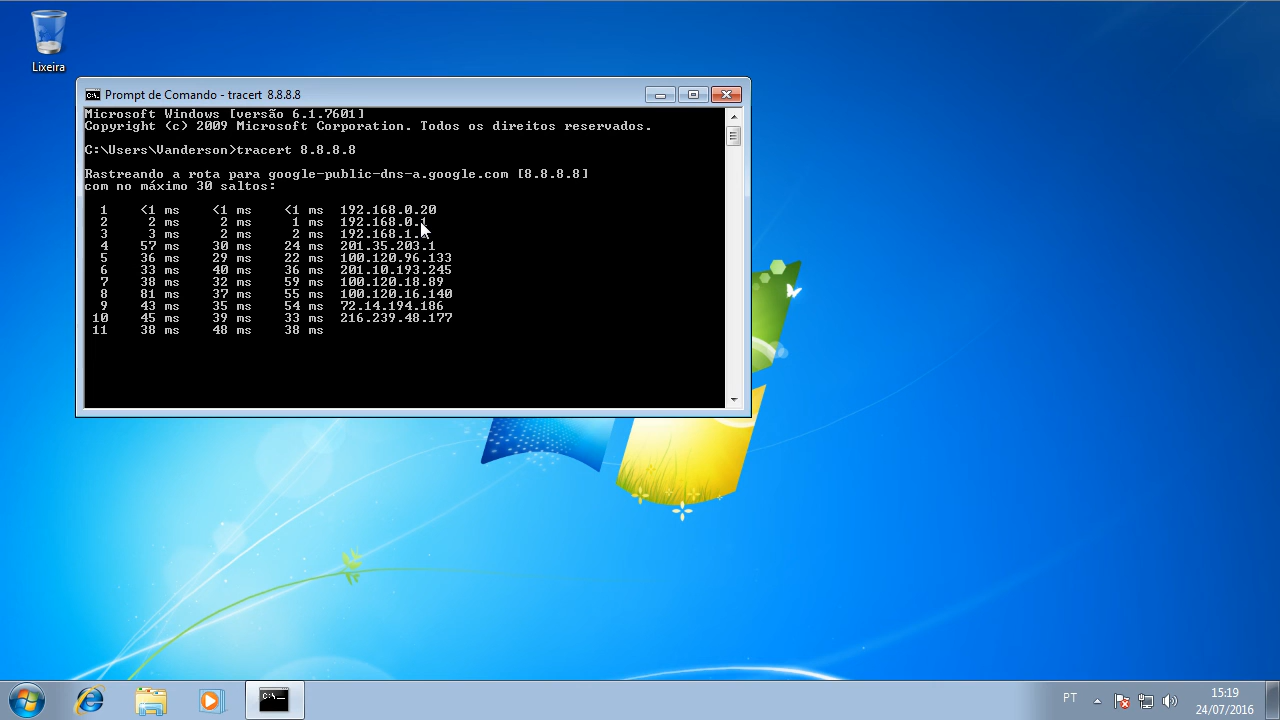 Lixeira
Prompt de Comando - tracert 8.8.8.8
Microsoft Windows [versão 6.1.7601]
Copyright (c) 2009 Microsoft Corporation. Todos os direitos reservados.
C:\Users\Vanderson>tracert 8.8.8.8
Rastreando a rota para google-public-dns-a.google.com [8.8.8.8]
com no máximo 30 saltos:
1 <1 ms <1 ms <1 ms 192.168.0.20
2 2 ms 2 ms 1 ms 192.168.0.1
3 3 ms 2 ms 2 ms 192.168.1.
4 57 ms 30 ms 24 ms 201.35.203.1
5 36 ms 29 ms 22 ms 100.120.96.133
6 33 ms 40 ms 36 ms 201.10.193.245
7 38 ms 32 ms 59 ms 100.120.18.89
8 81 ms 37 ms 55 ms 100.120.16.140
9 43 ms 35 ms 54 ms 72.14.194.186
10 45 ms 39 ms 33 ms 216.239.48.177
11 38 ms 48 ms 38 ms
PT
15:19
24/07/2016